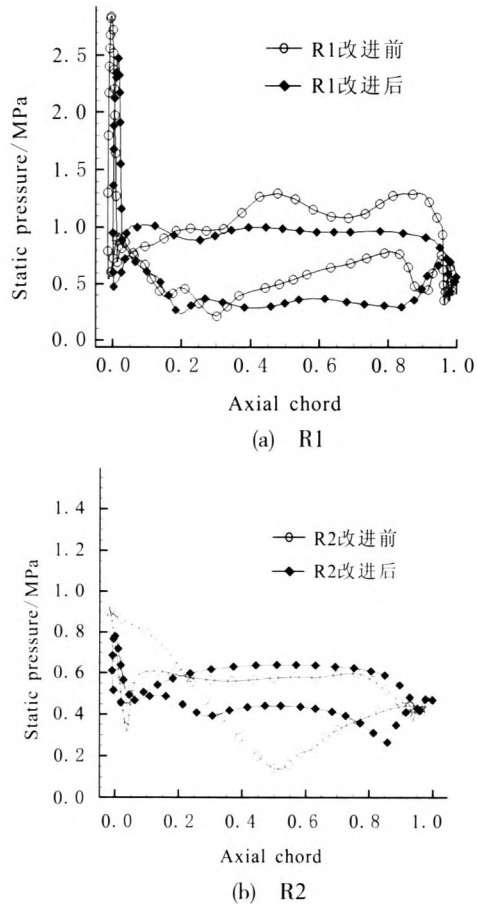 Static pressure/MPa
2.5
2.0
1.5
1.0
0.5
0.0
R1改进前
R1改进后
0.0 0.2 0.4 0.6 0.8 1.0
Axial chord
(a) R1
Static pressure/MPa
1.4
1.2
1.0
0.8
0.6
0.4
0.2
0.0
R2改进前
R2改进后
0.0 0.2 0.4 0.6 0.8 1.0
Axial chord
(b) R2